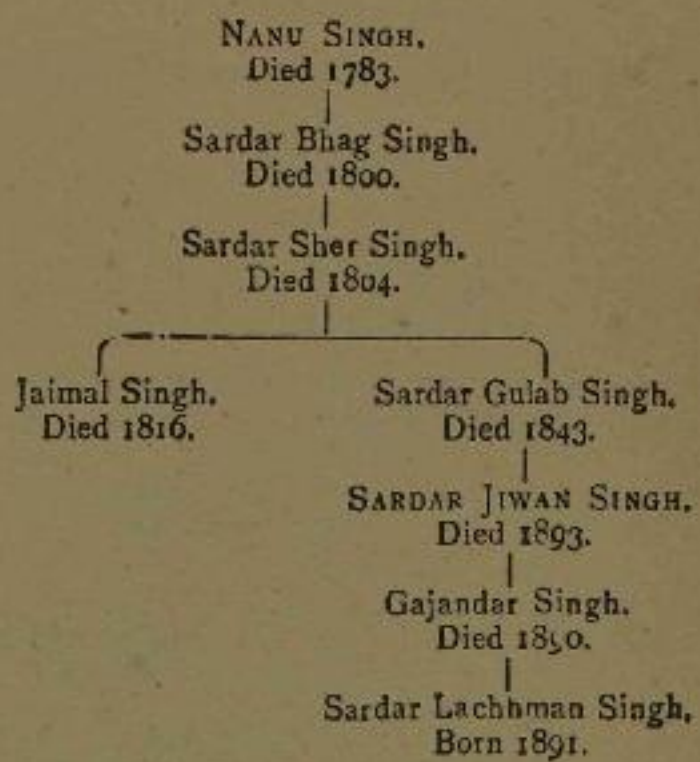 NANU SINGH.
Died 1783.
Sardar Bhag Singh.
Died 1800.
Sardar Sher Singh.
Died 1804.
Jaimal Singh.
Died 1816.
Sardar Gulab Singh.
Died 1843.
SARDAR JIWAN SINGH.
Died 1893.
Gajandar Singh.
Died
Sardar Lachhman Singh.
Born 1891.